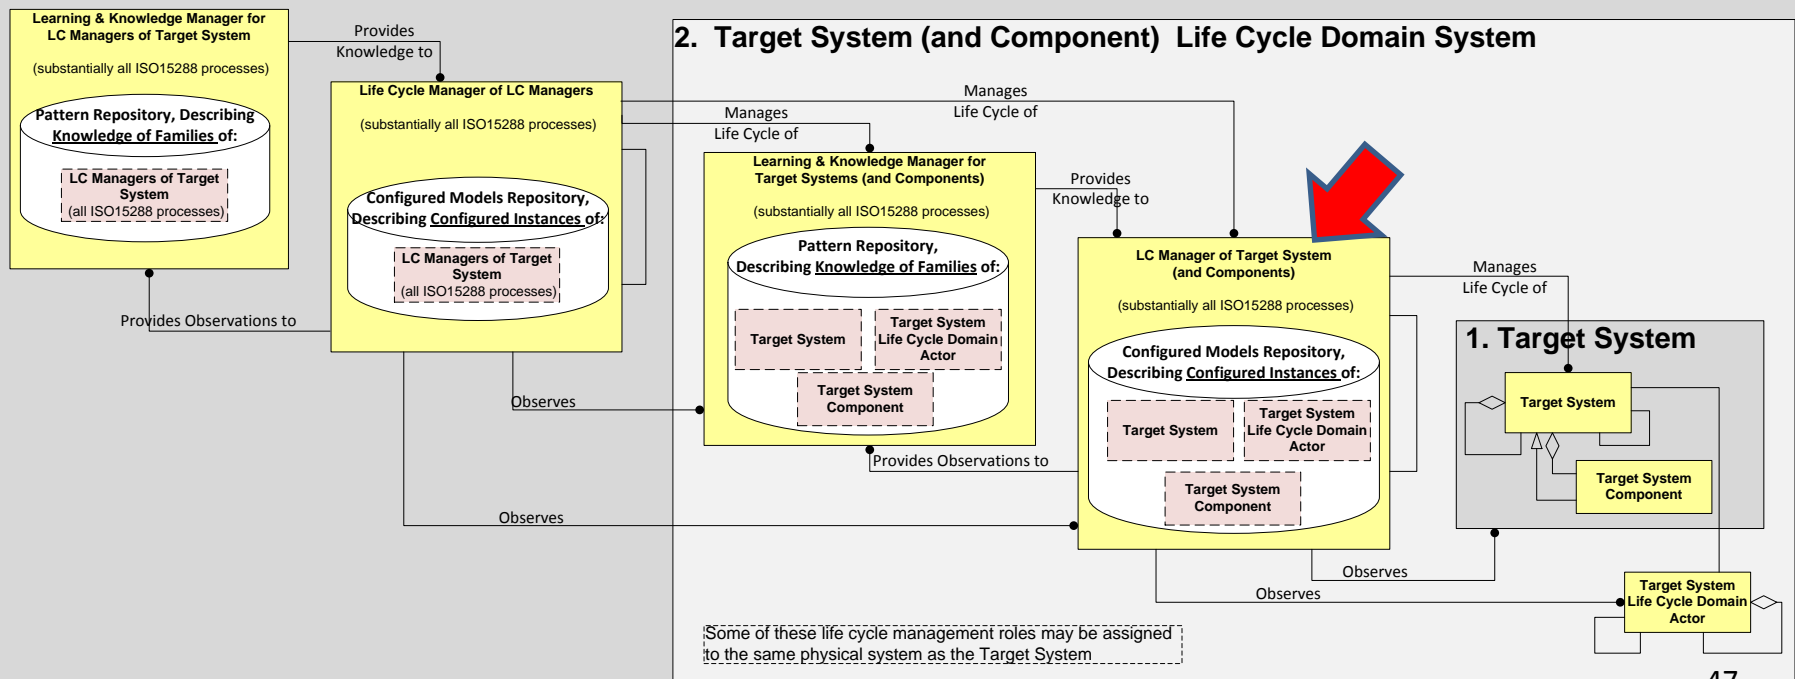 Learning & Knowledge Manager for
LC Managers of Target System
(substantially all ISO15288 processes)
Pattern Repository, Describing
Knowledge of Families of:
LC Managers of Target
System
(all ISO15288 processes)
Provides
Knowledge to
Provides Observations to
Life Cycle Manager of LC Managers
(substantially all ISO15288 processes)
Configured Models Repository,
Describing Configured Instances of:
LC Managers of Target
System
(all ISO15288 processes)
Observes
Observes
2. Target System (and Component) Life Cycle Domain System
Manages
Life Cycle of
Manages
Life Cycle of
Learning & Knowledge Manager for
Target Systems (and Components)
(substantially all ISO15288 processes)
Pattern Repository,
Describing Knowledge of Families of:
Target System
Target System
Life Cycle Domain
Actor
Target System
Component
Provides
Knowledge to
Provides Observations to
LC Manager of Target System
(and Components)
(substantially all ISO15288 processes)
Configured Models Repository,
Describing Configured Instances of:
Target System
Target System
Life Cycle Domain
Actor
Target System
Component
Manages
Life Cycle of
1. Target System
Target System
Target System
Component
Observes
Observes
Target System
Life Cycle Domain
Actor
Some of these life cycle management roles may be assigned
to the same physical system as the Target System